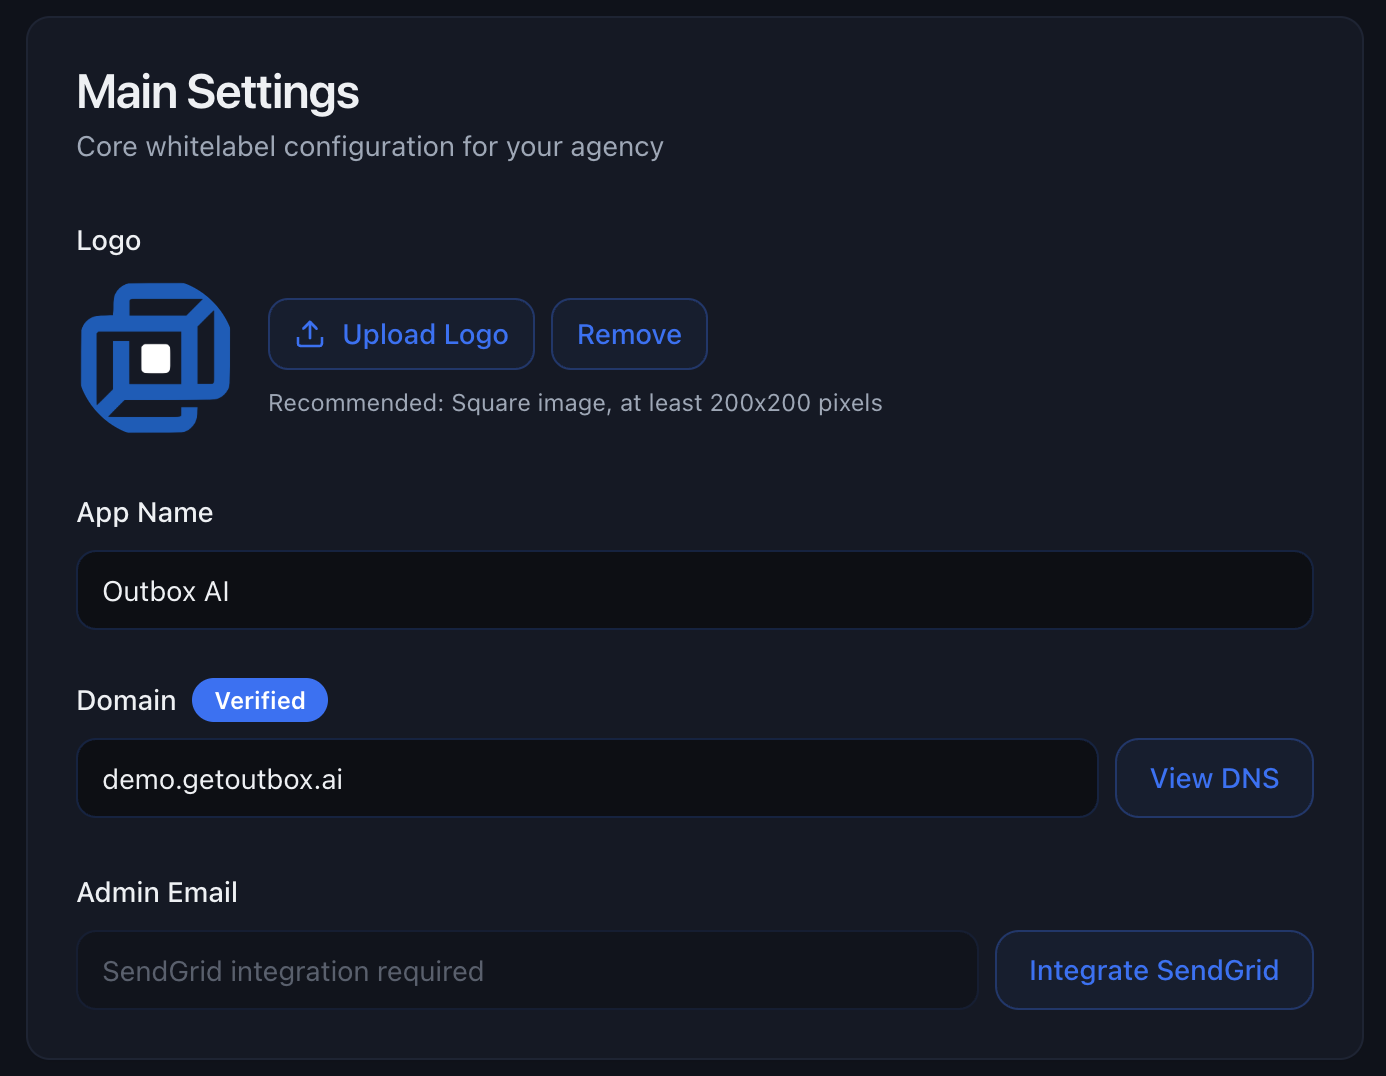 Main Settings
Core whitelabel configuration for your agency
Logo
Upload Logo
Remove
Recommended: Square image, at least 200x200 pixels
App Name
Outbox AI
Domain
Verified
demo.getoutbox.ai
View DNS
Admin Email
SendGrid integration required
Integrate SendGrid